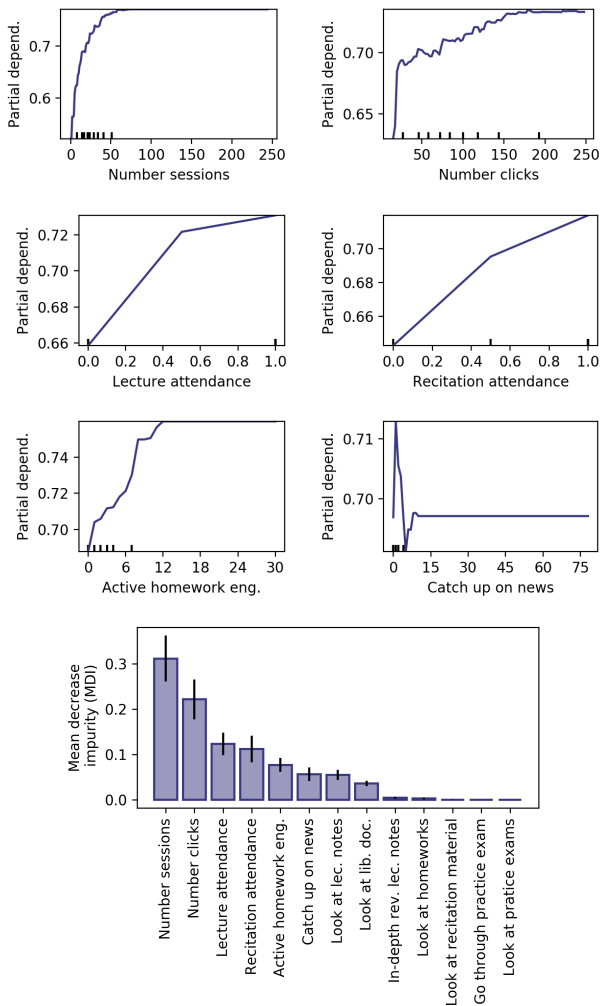 Partial depend.
0.7
0.6
0 50 100 150 200 250
Number sessions
Partial depend.
0.70
0.65
50 100 150 200 250
Number clicks
Partial depend.
0.72
0.70
0.68
0.66
0.0 0.2 0.4 0.6 0.8 1.0
Lecture attendance
Partial depend.
0.70
0.68
0.66
0.0 0.2 0.4 0.6 0.8 1.0
Recitation attendance
Partial depend.
0.74
0.72
0.70
0 6 12 18 24 30
Active homework eng.
Partial depend.
0.71
0.70
0 15 30 45 60 75
Catch up on news
Mean decrease
impurity (MDI)
0.3
0.2
0.1
0.0
Number sessions
Number clicks
Lecture attendance
Recitation attendance
Active homework eng.
Catch up on news
Look at lec. notes
Look at lib. doc.
In-depth rev. lec. notes
Look at homeworks
Look at recitation material
Go through practice exam
Look at pratice exams